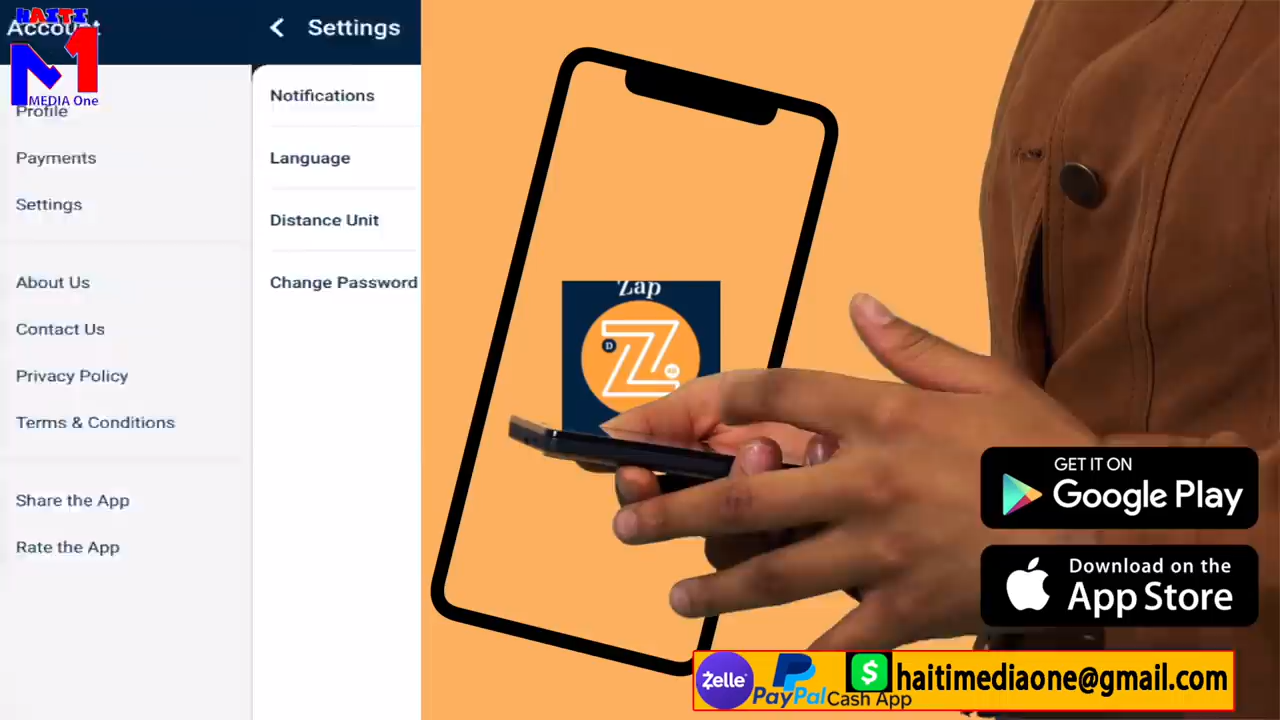 HAITI
M1
MEDIA One
Account
Profile
Payments
Settings
About Us
Contact Us
Privacy Policy
Terms & Conditions
Share the App
Rate the App
Settings
Notifications
Language
Distance Unit
Change Password
Zap
D
Z
GET IT ON
Google Play
Download on the
App Store
Zelle
PayPal
$
Cash App
haitimediaone@gmail.com